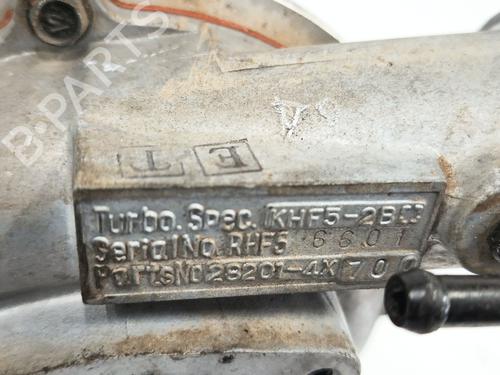 B-PARTS
E T
Turbo. Spec. KHF5-2B
Serial No. RHF5 6601
Parts NO 28201-4X700